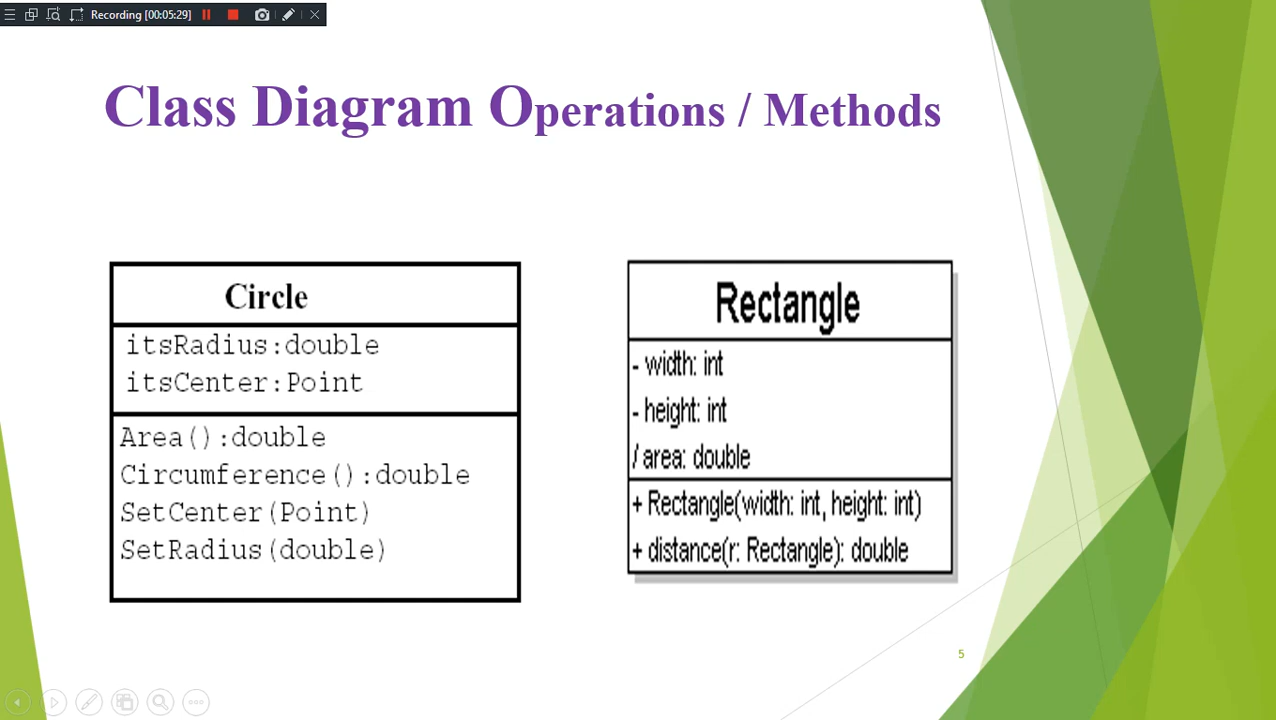 Recording [00:05:29]
Class Diagram Operations / Methods
Circle
itsRadius:double
itsCenter:Point
Area():double
Circumference():double
SetCenter(Point)
SetRadius(double)
Rectangle
- width: int
- height: int
/ area: double
+ Rectangle(width: int, height: int)
+ distance(r: Rectangle): double
5